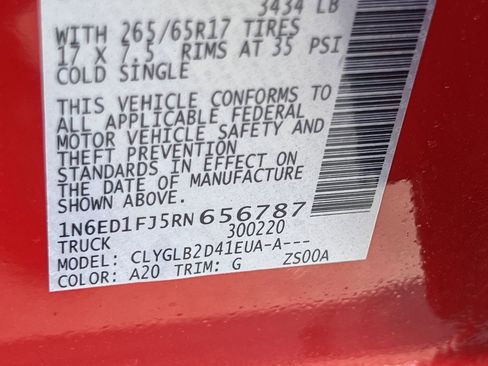 3434 LB
WITH 265/65R17 TIRES
17 X 7.5 RIMS AT 35 PSI
COLD SINGLE
THIS VEHICLE CONFORMS TO
ALL APPLICABLE FEDERAL
MOTOR VEHICLE SAFETY AND
THEFT PREVENTION
STANDARDS IN EFFECT ON
THE DATE OF MANUFACTURE
SHOWN ABOVE.
1N6ED1FJ5RN656787
TRUCK 300220
MODEL: CLYGLB2D41EUA-A---
COLOR: A20 TRIM: G ZS00A